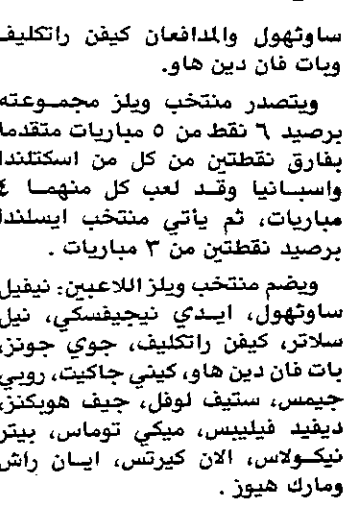 ساوثهول والمدافعان كيفن راتكليف
وبات فان دين هاو.
ويتصدر منتخب ويلز مجموعته
برصيد ٦ نقط من ٥ مباريات متقدما
بفارق نقطتين من كل من اسكتلندا
واسبانيا وقد لعب كل منهما ٤
مباريات، ثم يأتي منتخب ايسلندا
برصيد نقطتين من ٣ مباريات .
ويضم منتخب ويلز اللاعبين: نيفيل
ساوثهول، ايدي نيجيفسكي، نيل
سلاتر، كيفن راتكليف، جوي جونز،
بات فان دين هاو، كيني جاكيت، روبي
جيمس، ستيف لوفل، جيف هوبكنز،
ديفيد فيليبس، ميكي توماس، بيتر
نيكولاس، الان كيرتس، ايان راش
ومارك هيوز .